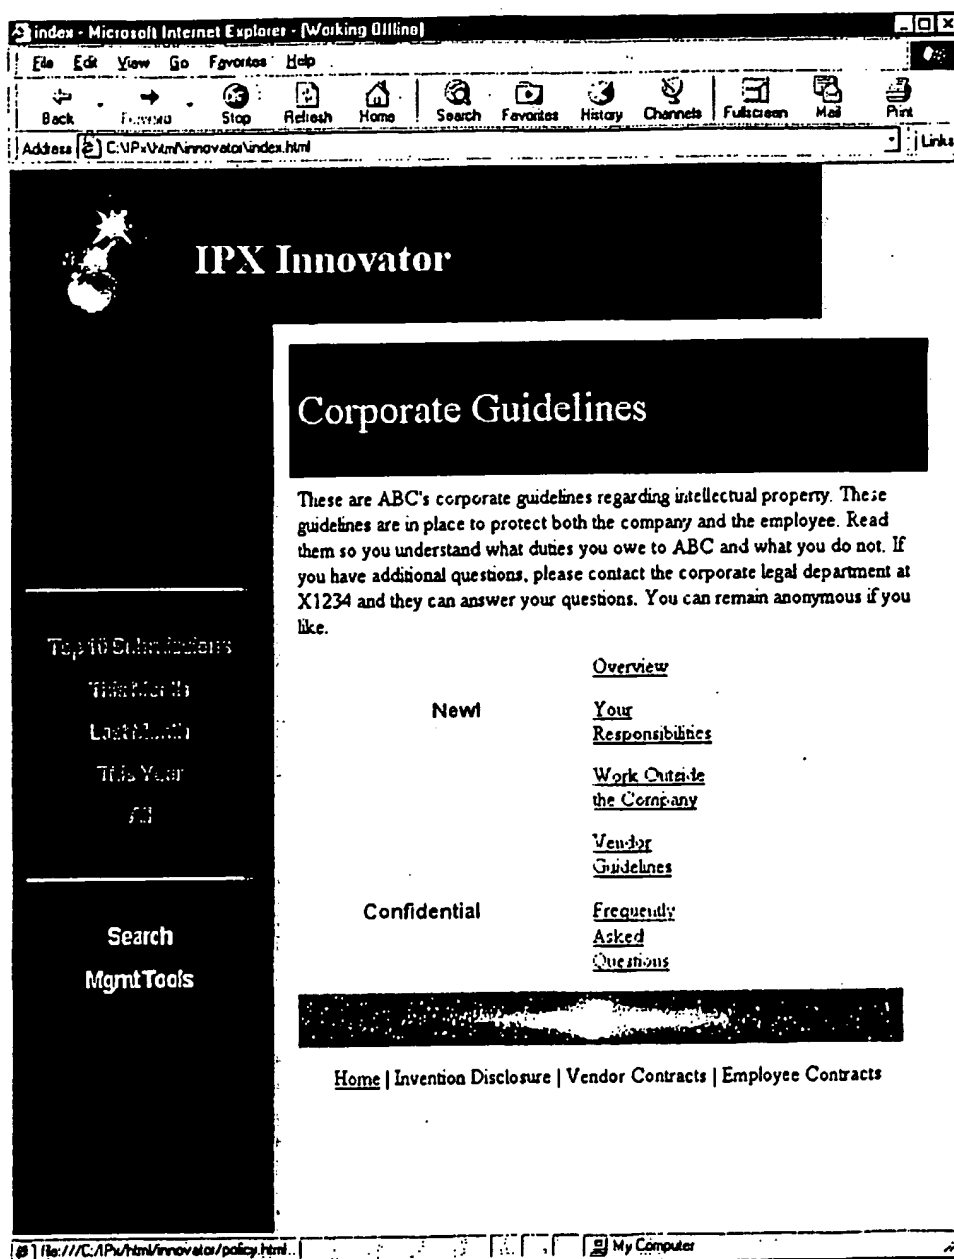 index - Microsoft Internet Explorer - [Working Offline]
File Edit View Go Favorites Help
Back Forward Stop Refresh Home Search Favorites History Channels Fullscreen Mail Print
Address C:\IPx\html\innovator\index.html Links
IPX Innovator
Corporate Guidelines
These are ABC's corporate guidelines regarding intellectual property. These
guidelines are in place to protect both the company and the employee. Read
them so you understand what duties you owe to ABC and what you do not. If
you have additional questions, please contact the corporate legal department at
X1234 and they can answer your questions. You can remain anonymous if you
like.
Top 10 Submissions
This Month
Last Month
This Year
All
Search
Mgmt Tools
Overview
New!
Your
Responsibilities
Work Outside
the Company
Vendor
Guidelines
Confidential
Frequently
Asked
Questions
Home | Invention Disclosure | Vendor Contracts | Employee Contracts
file:///C:/IPx/html/innovator/policy.html..
My Computer